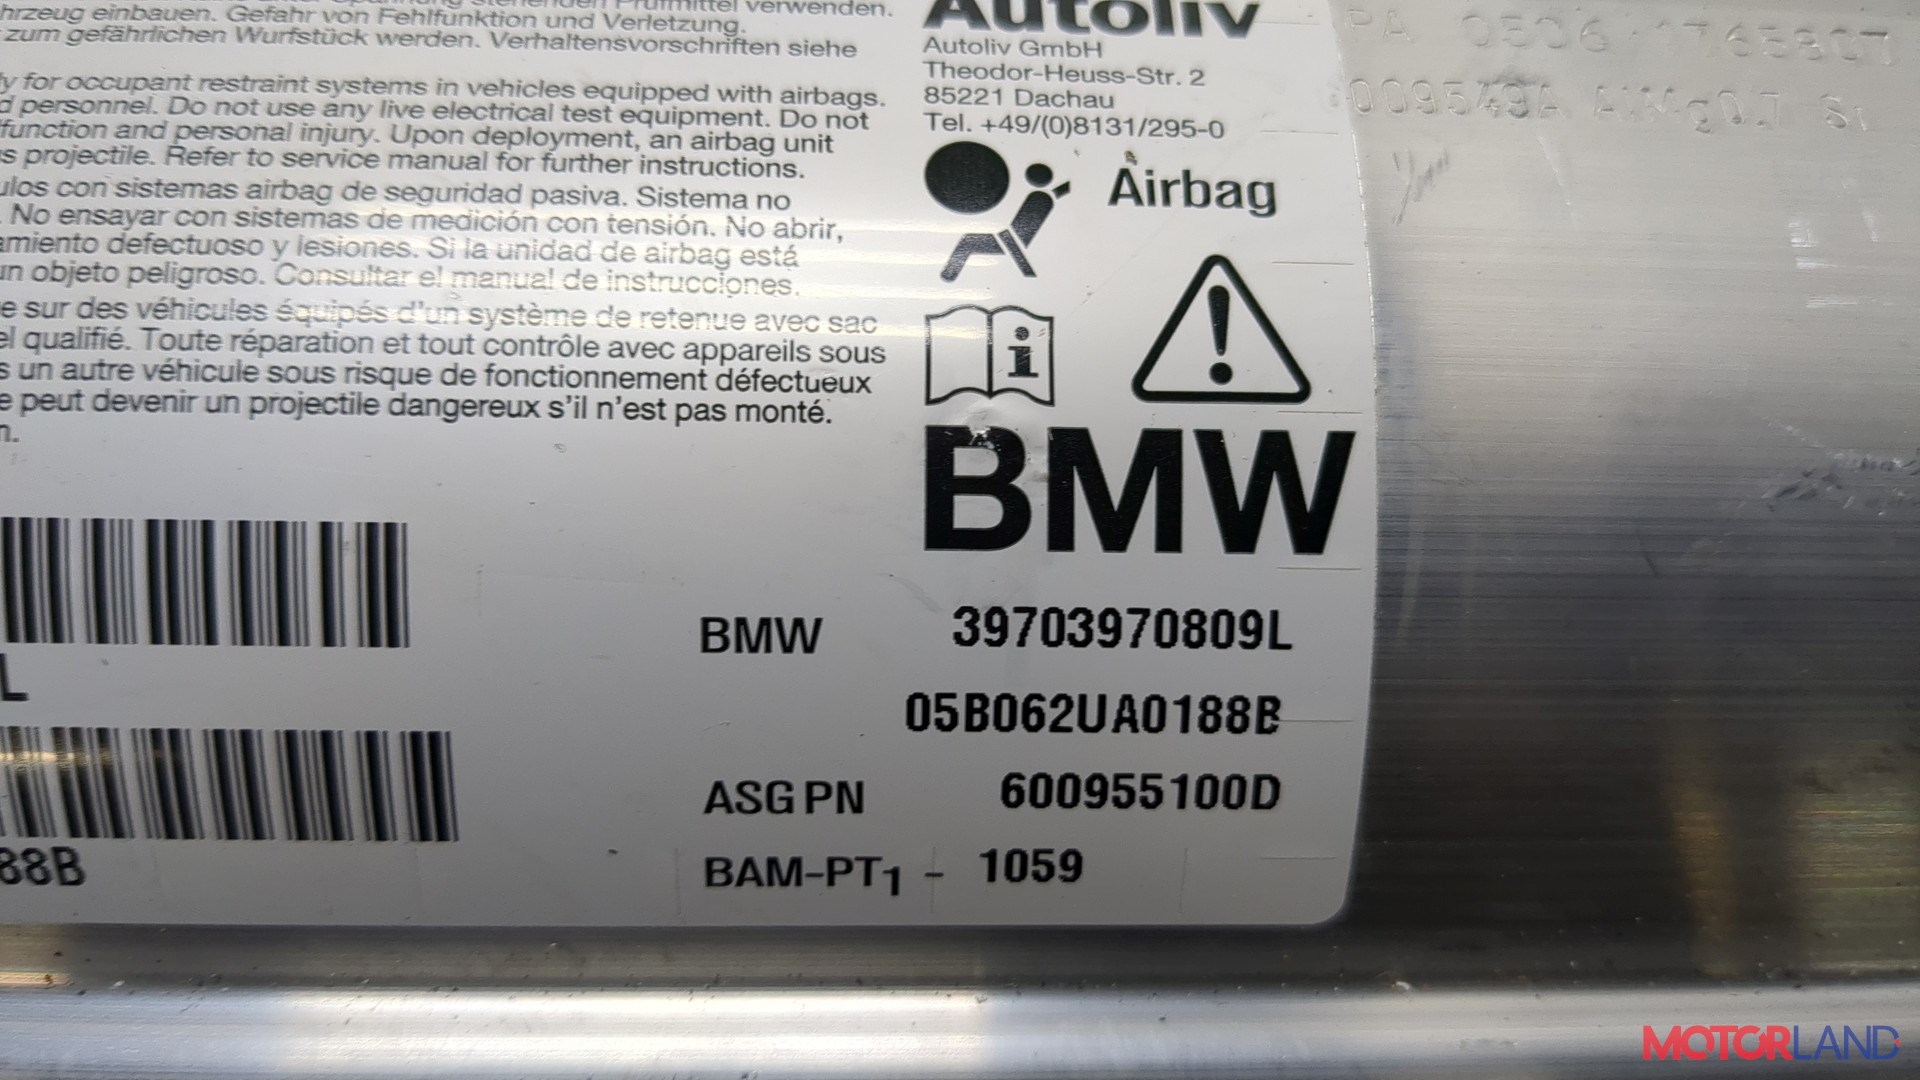 hrzeug einbauen. Gefahr von Fehlfunktion und Verletzung.
zum gefährlichen Wurfstück werden. Verhaltensvorschriften siehe
y for occupant restraint systems in vehicles equipped with airbags.
d personnel. Do not use any live electrical test equipment. Do not
function and personal injury. Upon deployment, an airbag unit
s projectile. Refer to service manual for further instructions.
ulos con sistemas airbag de seguridad pasiva. Sistema no
. No ensayar con sistemas de medición con tensión. No abrir,
amiento defectuoso y lesiones. Si la unidad de airbag está
un objeto peligroso. Consultar el manual de instrucciones.
e sur des véhicules équipés d'un système de retenue avec sac
el qualifié. Toute réparation et tout contrôle avec appareils sous
s un autre véhicule sous risque de fonctionnement défectueux
e peut devenir un projectile dangereux s'il n'est pas monté.
n.
Autoliv
Autoliv GmbH
Theodor-Heuss-Str. 2
85221 Dachau
Tel. +49/(0)8131/295-0
Airbag
i
BMW
L
88B
BMW 39703970809L
05B062UA0188B
ASG PN 600955100D
BAM-PT1 - 1059
MOTORLAND